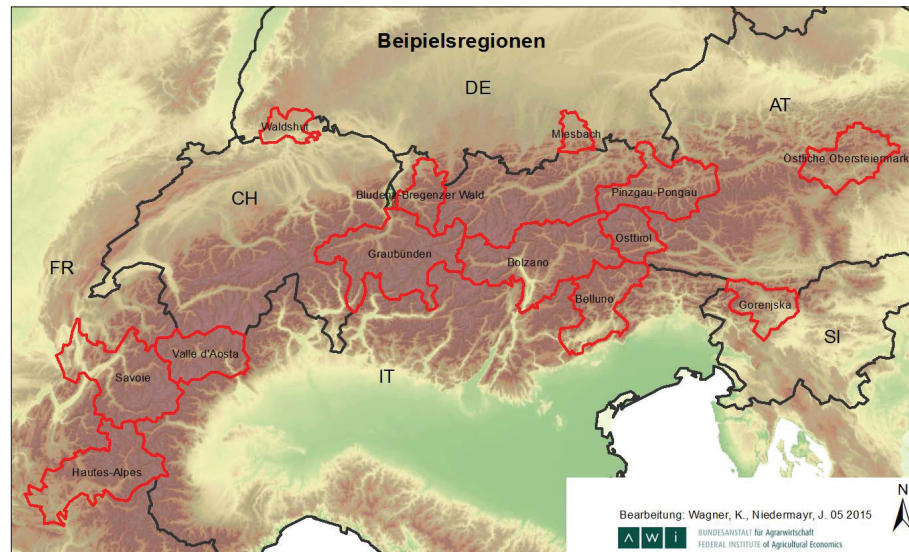 Beipielsregionen
DE
AT
Waldshut
Miesbach
Östliche Obersteiermark
CH
Bludenz-Bregenzer Wald
Pinzgau-Pongau
FR
Graubünden
Bolzano
Osttirol
Belluno
Gorenjska
SI
Valle d'Aosta
Savoie
IT
Hautes-Alpes
N
Bearbeitung: Wagner, K., Niedermayr, J. 05 2015
AWI
BUNDESANSTALT für Agrarwirtschaft
FEDERAL INSTITUTE of Agricultural Economics